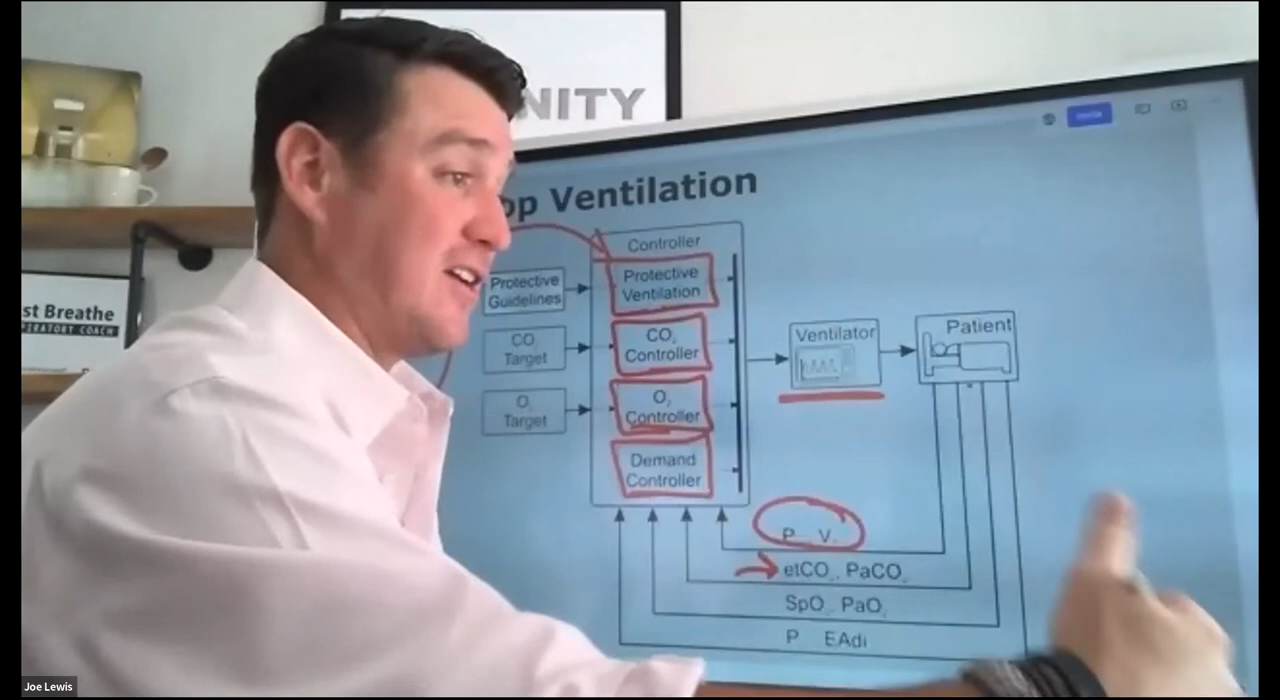 NITY
op Ventilation
Controller
Protective
Guidelines
Protective
Ventilation
CO₂
Target
CO₂
Controller
O₂
Target
O₂
Controller
Demand
Controller
Ventilator
Patient
P V
etCO₂, PaCO₂
SpO₂ PaO₂
P EAdi
st Breathe
IRATORY COACH
Joe Lewis